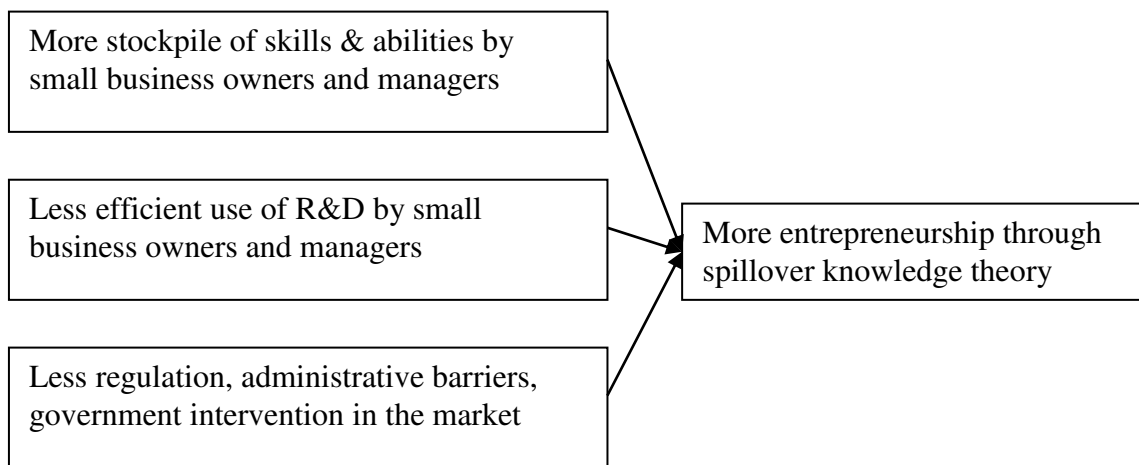 More stockpile of skills & abilities by
small business owners and managers
Less efficient use of R&D by small
business owners and managers
More entrepreneurship through
spillover knowledge theory
Less regulation, administrative barriers,
government intervention in the market